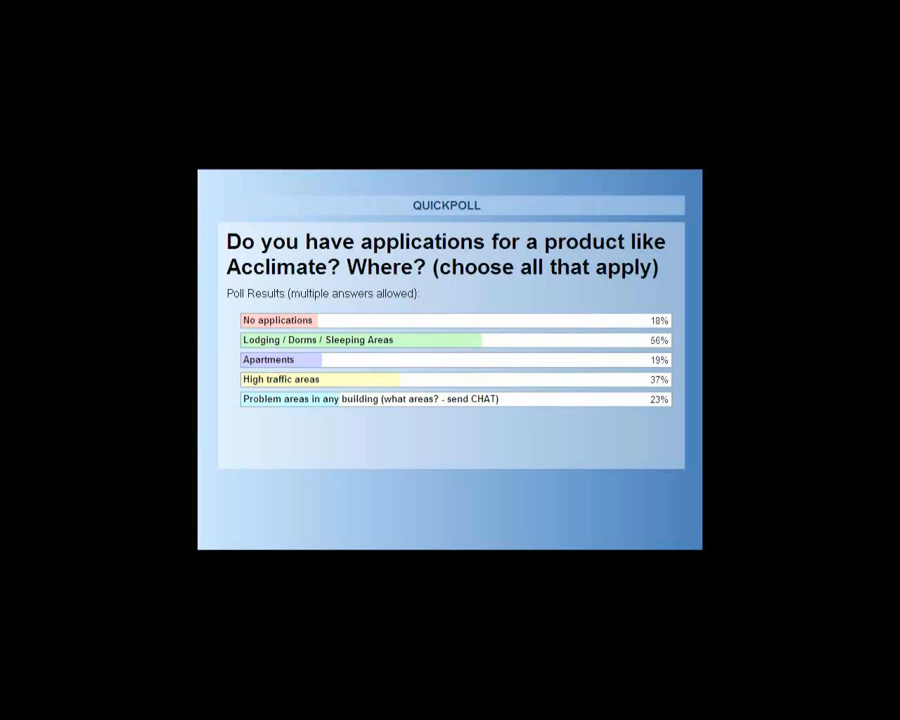 QUICKPOLL
Do you have applications for a product like
Acclimate? Where? (choose all that apply)
Poll Results (multiple answers allowed):
No applications 18%
Lodging / Dorms / Sleeping Areas 56%
Apartments 19%
High traffic areas 37%
Problem areas in any building (what areas? - send CHAT) 23%